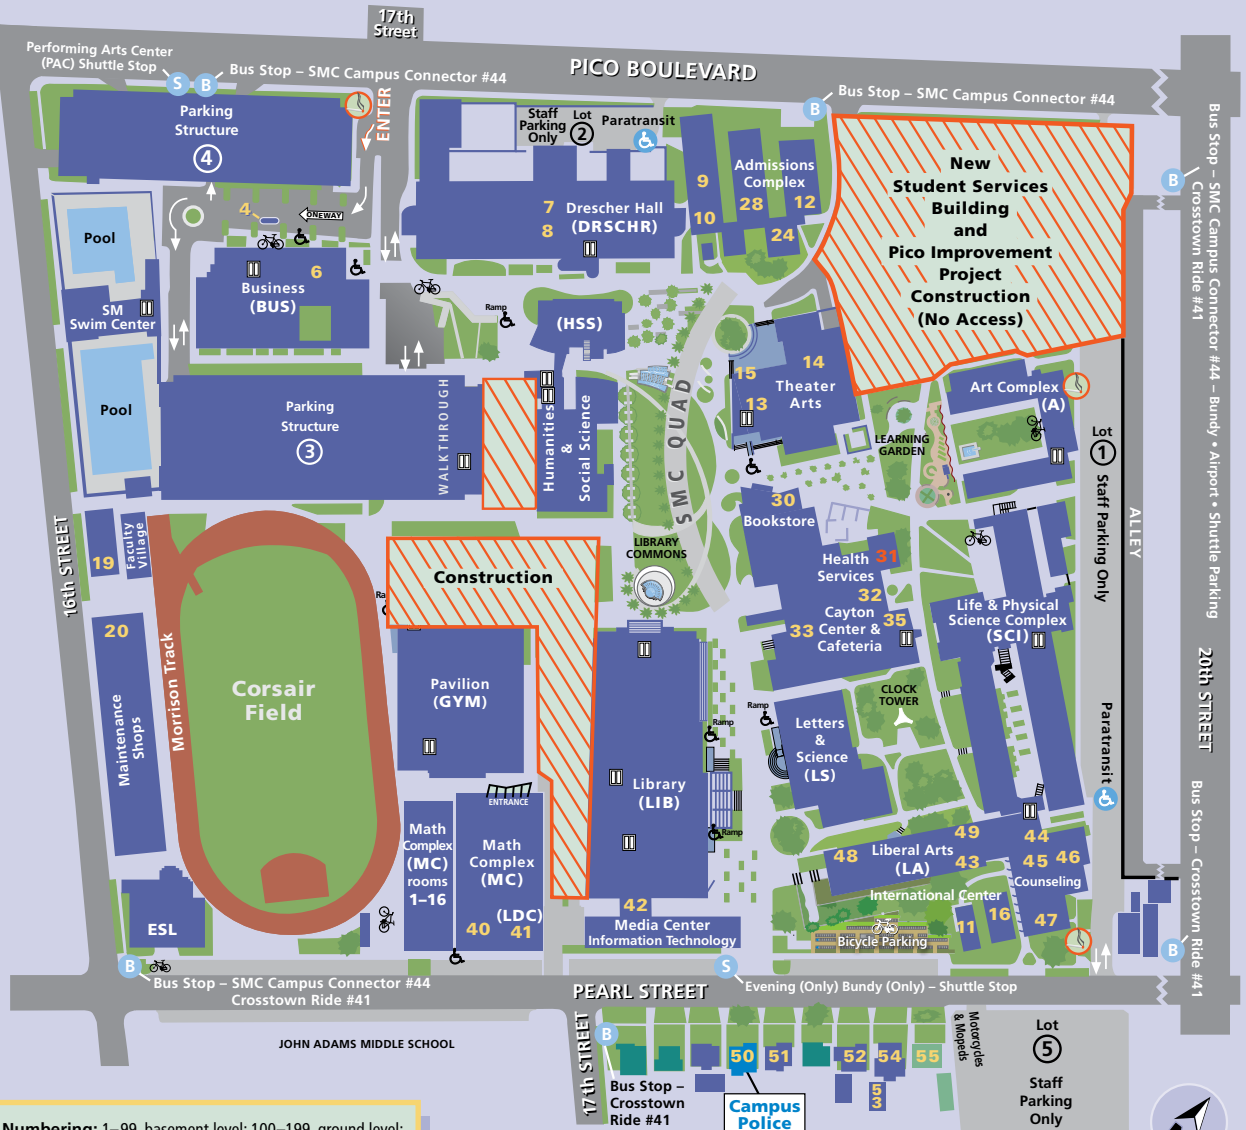 17th
Street
Performing Arts Center
(PAC) Shuttle Stop
S
B
Bus Stop – SMC Campus Connector #44
PICO BOULEVARD
B
Bus Stop – SMC Campus Connector #44
Parking
Structure
4
ENTER
Staff
Parking
Only
Lot
2
Paratransit
B
Bus Stop – SMC Campus Connector #44 – Bundy • Airport • Shuttle Parking
Crosstown Ride #41
4
ONEWAY
7
8
Drescher Hall
(DRSCHR)
9
10
Admissions
Complex
28
12
24
New
Student Services
Building
and
Pico Improvement
Project
Construction
(No Access)
Pool
SM
Swim Center
Pool
6
Business
(BUS)
Ramp
(HSS)
Parking
Structure
3
WALKTHROUGH
Humanities
&
Social Science
SMC QUAD
15
14
13
Theater
Arts
Art Complex
(A)
LEARNING
GARDEN
Lot
1
Staff Parking Only
ALLEY
16th STREET
19
Faculty
Village
20
Maintenance
Shops
Morrison Track
Corsair
Field
Ra
Construction
LIBRARY
COMMONS
30
Bookstore
Health
Services
31
32
33
Cayton
Center &
Cafeteria
35
Life & Physical
Science Complex
(SCI)
20th STREET
Pavilion
(GYM)
Ramp
Ramp
Letters
&
Science
(LS)
CLOCK
TOWER
Paratransit
Library
(LIB)
Ramp
ENTRANCE
Math
Complex
(MC)
rooms
1–16
Math
Complex
(MC)
(LDC)
40
41
42
Media Center
Information Technology
48
Liberal Arts
(LA)
49
43
44
45
46
Counseling
47
International Center
11
16
Bicycle Parking
ESL
B
Bus Stop – SMC Campus Connector #44
Crosstown Ride #41
PEARL STREET
S
Evening (Only) Bundy (Only) – Shuttle Stop
B
Bus Stop – Crosstown Ride #41
JOHN ADAMS MIDDLE SCHOOL
17th STREET
B
Bus Stop –
Crosstown
Ride #41
50
51
52
54
55
53
Campus
Police
Motorcycles
& Mopeds
Lot
5
Staff
Parking
Only
Numbering: 1–99, basement level; 100–199, ground level;